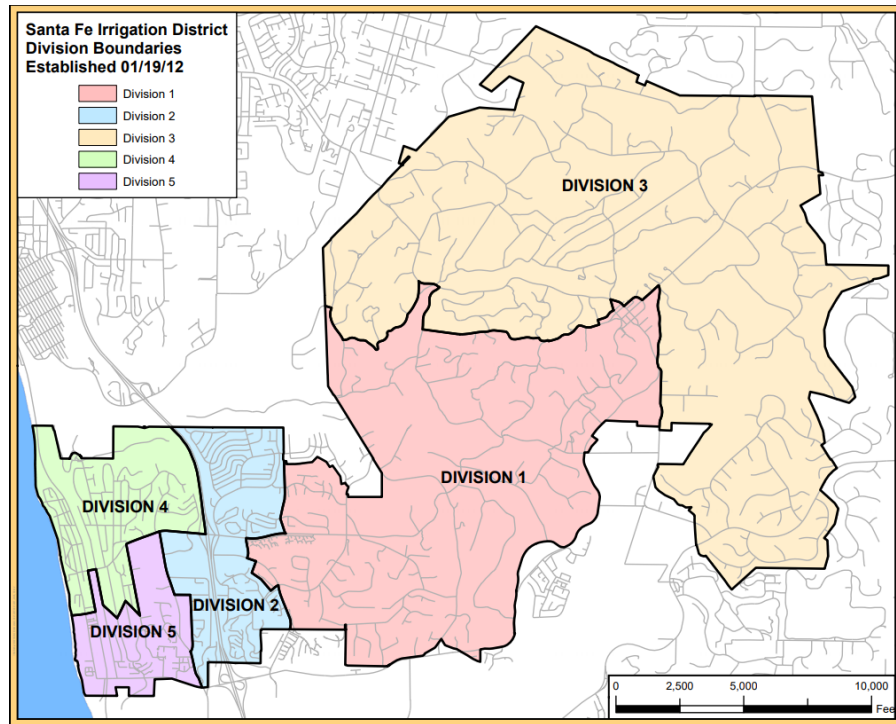 Santa Fe Irrigation District
Division Boundaries
Established 01/19/12
Division 1
Division 2
Division 3
Division 4
Division 5
DIVISION 3
DIVISION 1
DIVISION 4
DIVISION 2
DIVISION 5
0 2,500 5,000 10,000
Fee